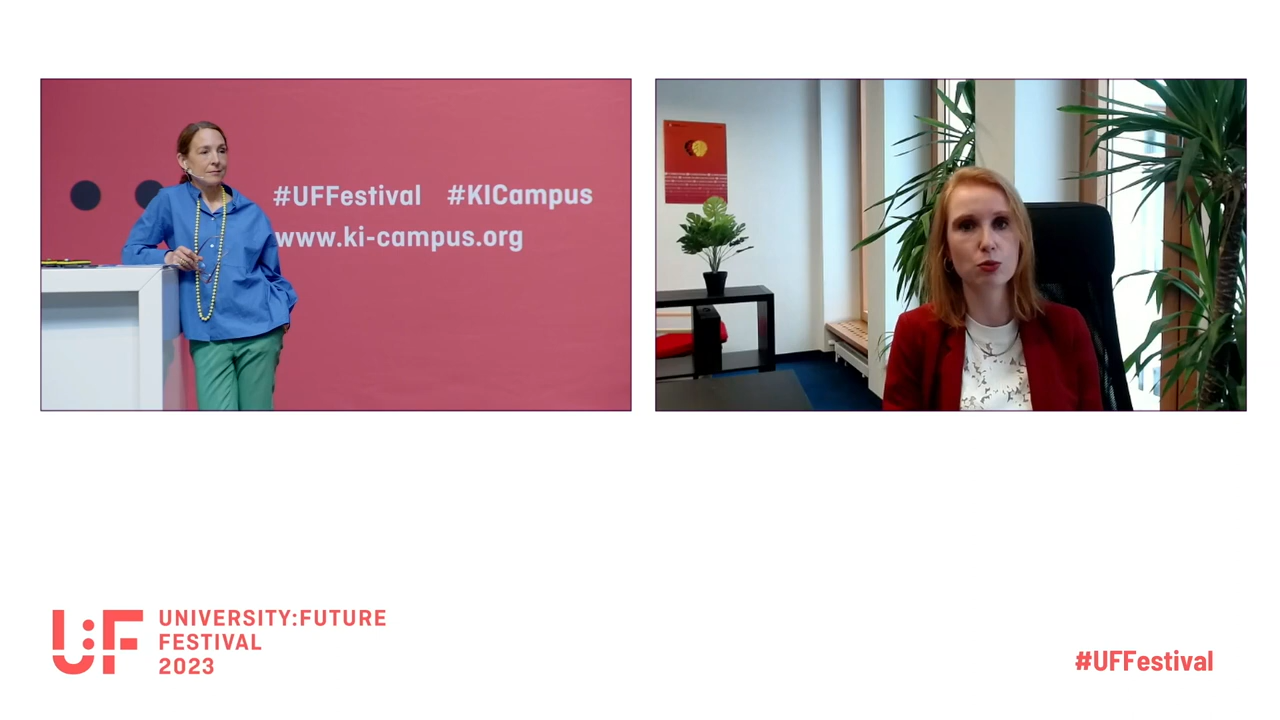 #UFFestival #KICampus
www.ki-campus.org
U:F
UNIVERSITY:FUTURE
FESTIVAL
2023
#UFFestival